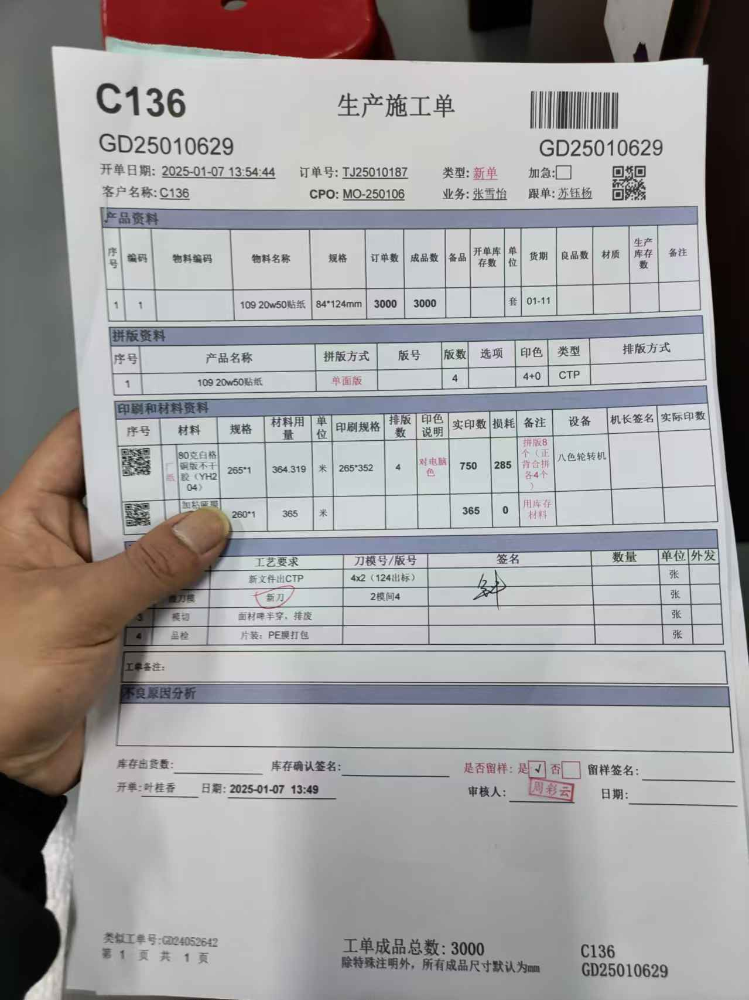 C136
生产施工单
GD25010629
GD25010629
开单日期: 2025-01-07 13:54:44 订单号: TJ25010187 类型: 新单 加急:
客户名称: C136 CPO: MO-250106 业务: 张雪怡 跟单: 苏钰杨
产品资料
序号 编码 物料编码 物料名称 规格 订单数 成品数 备品 开单库存数 单位 货期 良品数 材质 生产库存数 备注
1 1 109 20w50贴纸 84*124mm 3000 3000 套 01-11
拼版资料
序号 产品名称 拼版方式 版号 版数 选项 印色 类型 排版方式
1 109 20w50贴纸 单面版 4 4+0 CTP
印刷和材料资料
序号 材料 规格 材料用量 单位 印刷规格 排版数 印色说明 实印数 损耗 备注 设备 机长签名 实际印数
厂纸 80克白格铜版不干胶（YH204） 265*1 364.319 米 265*352 4 对电脑色 750 285 拼版8个（正背合拼各4个） 八色轮转机
加粘 260*1 365 米 365 0 用库存材料
工艺要求 刀模号/版号 签名 数量 单位 外发
新文件出CTP 4x2（124出标） 张
刀模 新刀 2模间4 张
3 模切 面材啤半穿，排废 张
4 品检 片装：PE膜打包 张
工单备注:
不良原因分析
库存出货数: 库存确认签名: 是否留样: 是 √ 否 留样签名:
开单: 叶桂香 日期: 2025-01-07 13:49 审核人: 周彩云 日期:
类似工单号:GD24052642
第 1 页 共 1 页
工单成品总数: 3000
除特殊注明外，所有成品尺寸默认为mm
C136
GD25010629